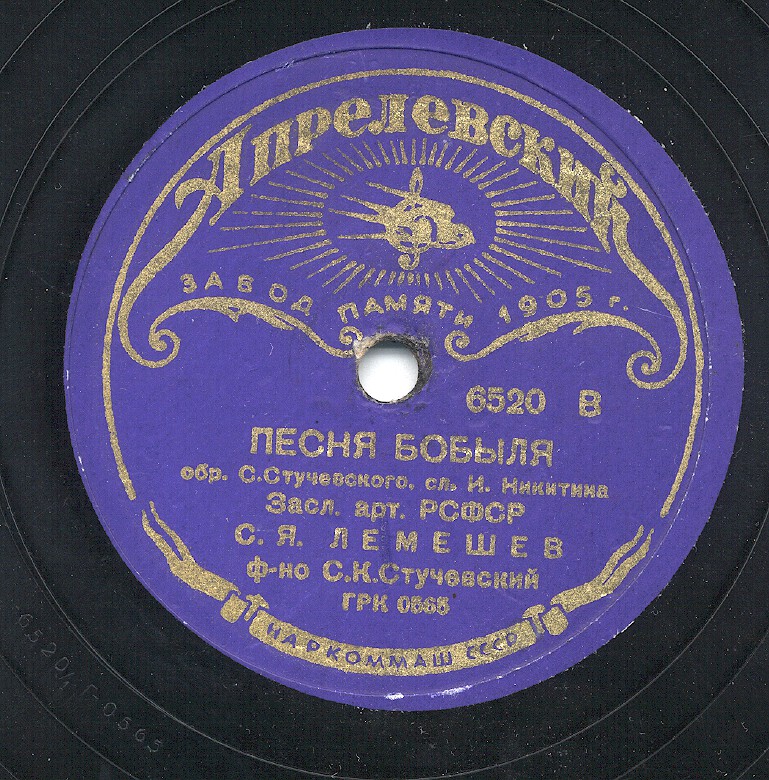 Апрелевский
ЗАВОД ПАМЯТИ 1905 г.
6520 В
ПЕСНЯ БОБЫЛЯ
обр. С.Стучевского, сл. И. Никитина
Засл. арт. РСФСР
С. Я. ЛЕМЕШЕВ
ф-но С.К.Стучевский
ГРК 0565
НАРКОММАШ СССР